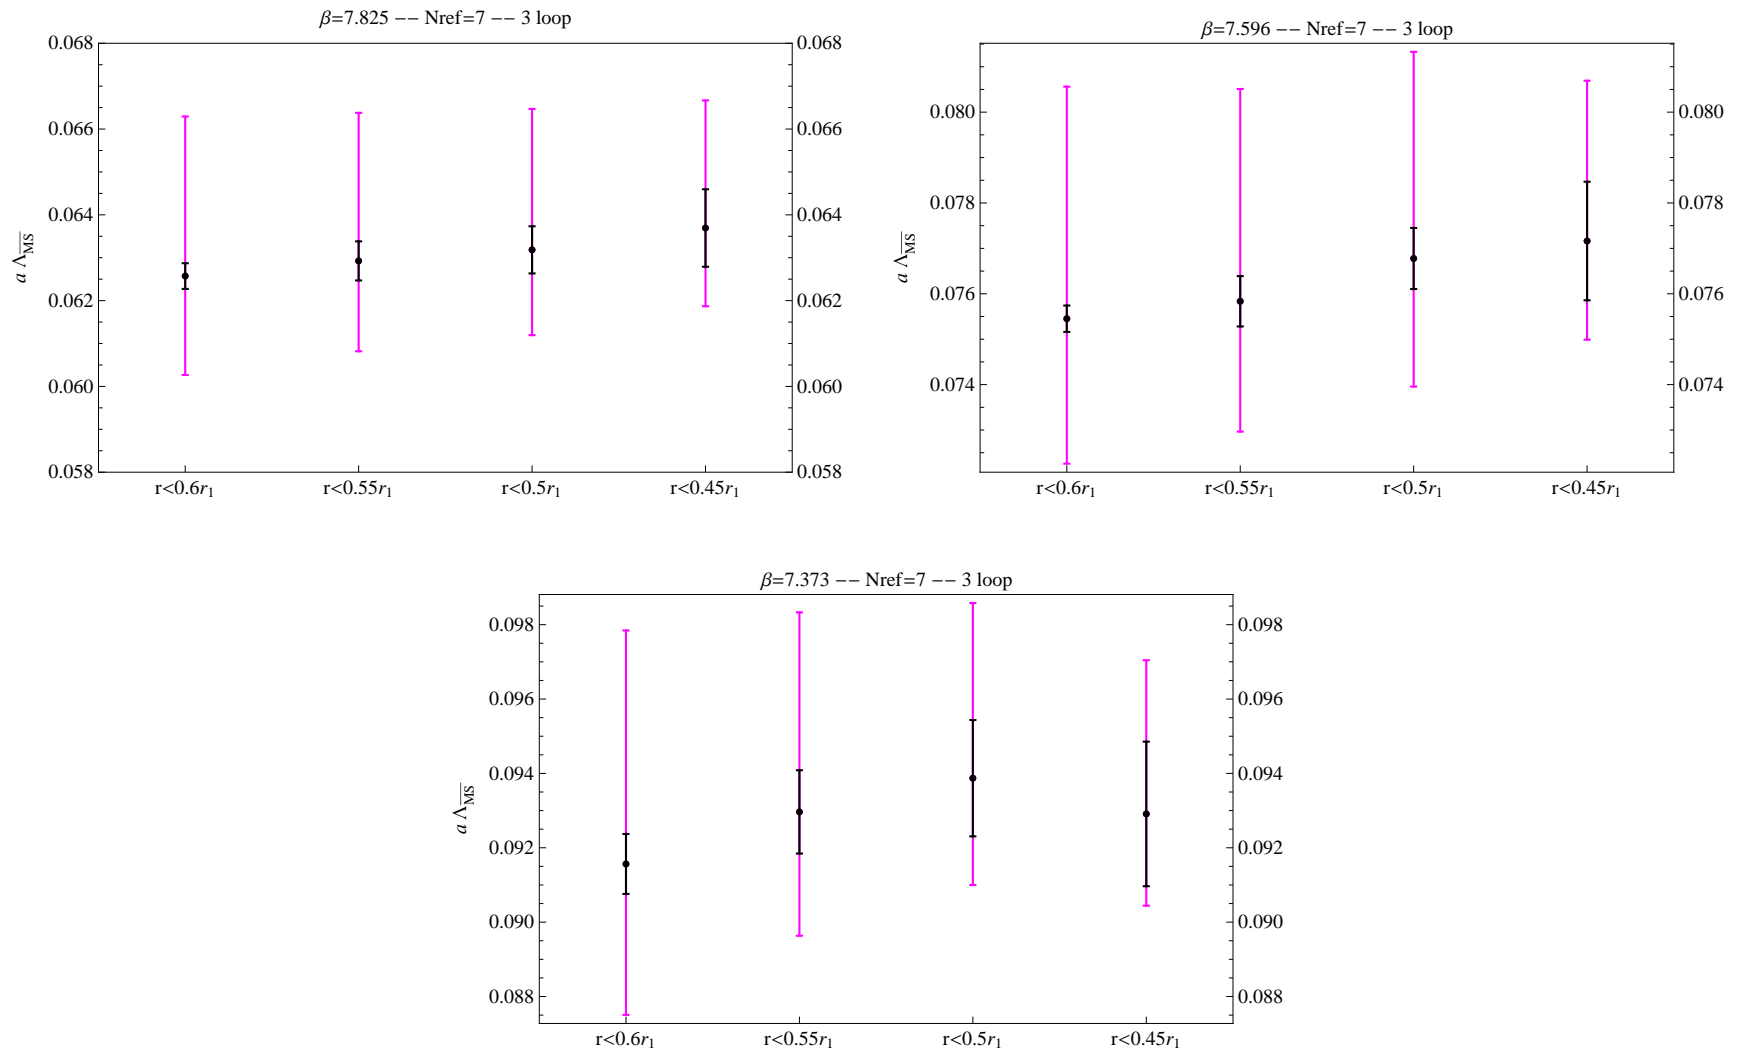 β=7.825 −− Nref=7 −− 3 loop
a Λ_MS̅
0.068 0.068
0.066 0.066
0.064 0.064
0.062 0.062
0.060 0.060
0.058 0.058
r<0.6r₁ r<0.55r₁ r<0.5r₁ r<0.45r₁
β=7.596 −− Nref=7 −− 3 loop
a Λ_MS̅
0.080 0.080
0.078 0.078
0.076 0.076
0.074 0.074
r<0.6r₁ r<0.55r₁ r<0.5r₁ r<0.45r₁
β=7.373 −− Nref=7 −− 3 loop
a Λ_MS̅
0.098 0.098
0.096 0.096
0.094 0.094
0.092 0.092
0.090 0.090
0.088 0.088
r<0.6r₁ r<0.55r₁ r<0.5r₁ r<0.45r₁